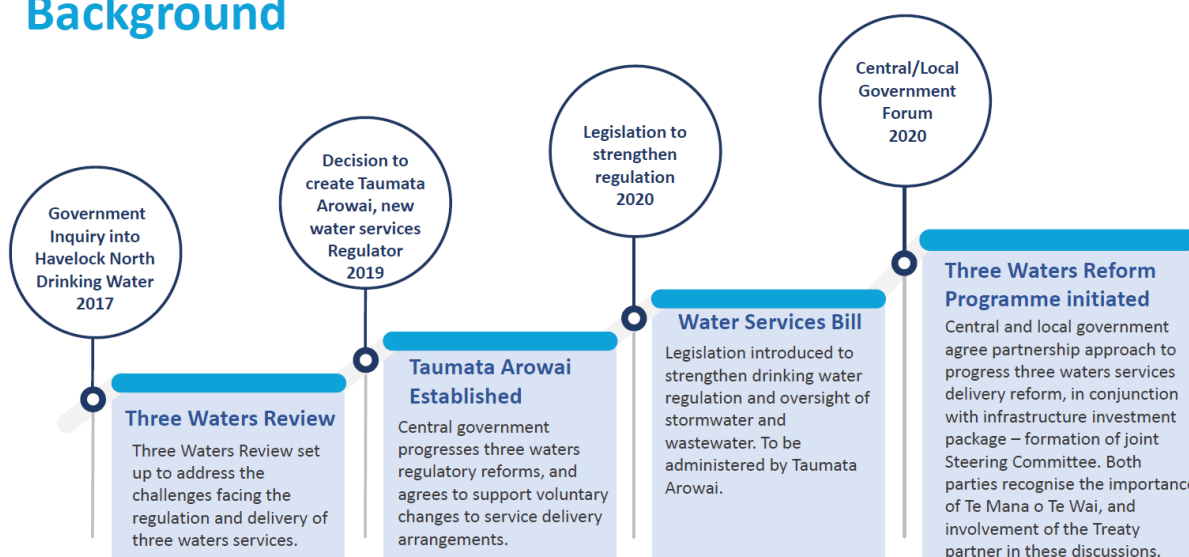 Background
Government
Inquiry into
Havelock North
Drinking Water
2017
Three Waters Review
Three Waters Review set
up to address the
challenges facing the
regulation and delivery of
three waters services.
Decision to
create Taumata
Arowai, new
water services
Regulator
2019
Taumata Arowai
Established
Central government
progresses three waters
regulatory reforms, and
agrees to support voluntary
changes to service delivery
arrangements.
Legislation to
strengthen
regulation
2020
Water Services Bill
Legislation introduced to
strengthen drinking water
regulation and oversight of
stormwater and
wastewater. To be
administered by Taumata
Arowai.
Central/Local
Government
Forum
2020
Three Waters Reform
Programme initiated
Central and local government
agree partnership approach to
progress three waters services
delivery reform, in conjunction
with infrastructure investment
package – formation of joint
Steering Committee. Both
parties recognise the importance
of Te Mana o Te Wai, and
involvement of the Treaty
partner in these discussions.